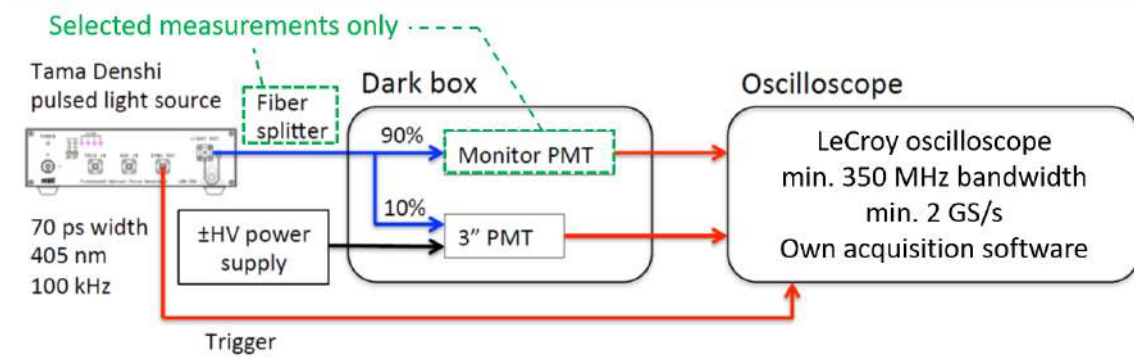 Selected measurements only
Tama Denshi
pulsed light source
Fiber
splitter
Dark box
Oscilloscope
90%
Monitor PMT
10%
3” PMT
LeCroy oscilloscope
min. 350 MHz bandwidth
min. 2 GS/s
Own acquisition software
70 ps width
405 nm
100 kHz
±HV power
supply
Trigger